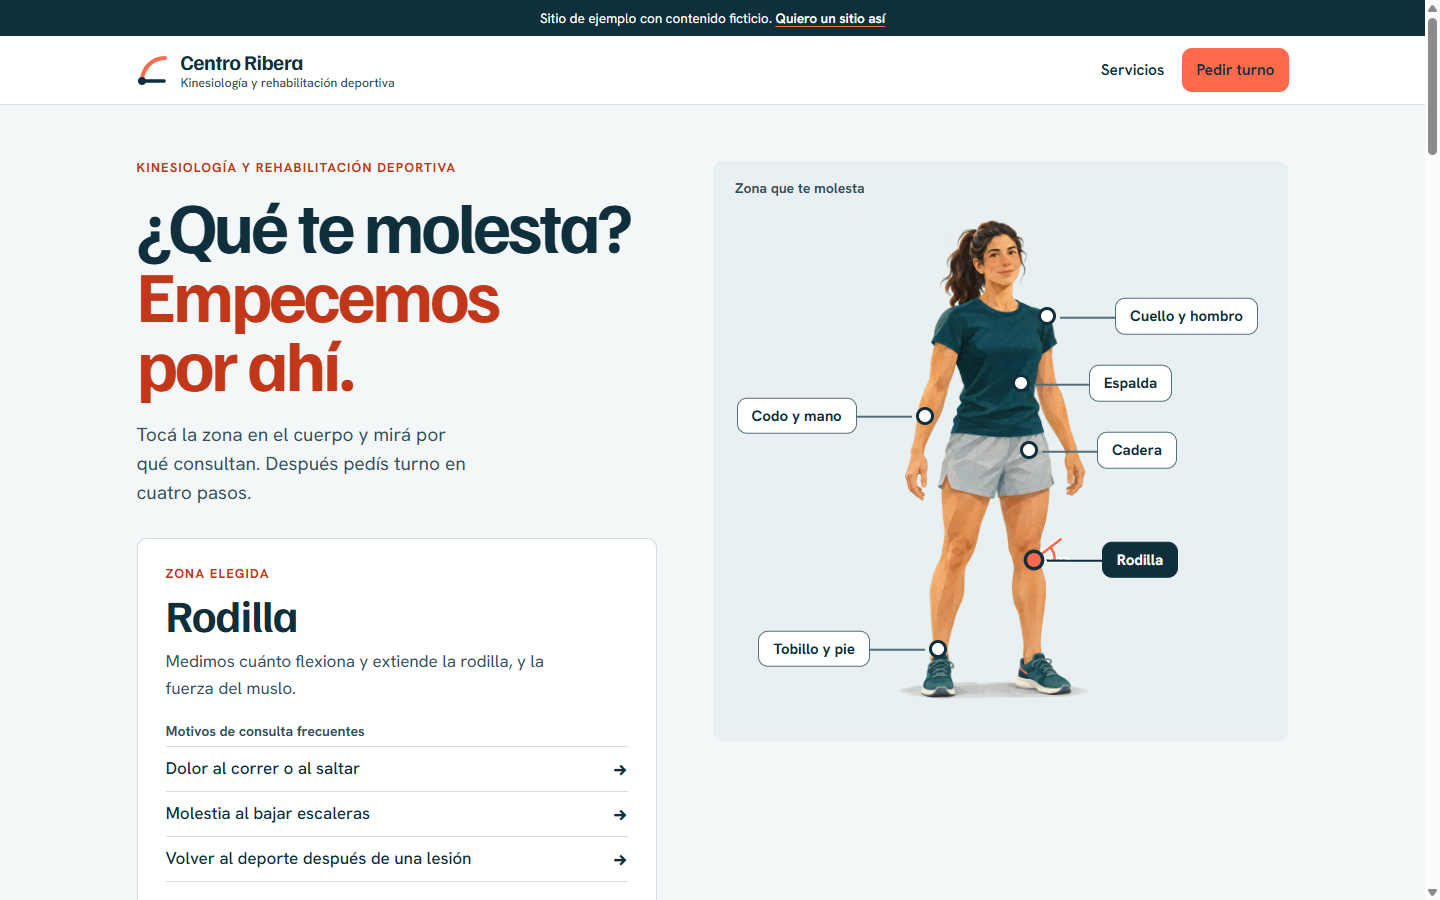 Sitio de ejemplo con contenido ficticio. Quiero un sitio así
Centro Ribera
Kinesiología y rehabilitación deportiva
Servicios
Pedir turno
KINESIOLOGÍA Y REHABILITACIÓN DEPORTIVA
¿Qué te molesta?
Empecemos
por ahí.
Tocá la zona en el cuerpo y mirá por
qué consultan. Después pedís turno en
cuatro pasos.
ZONA ELEGIDA
Rodilla
Medimos cuánto flexiona y extiende la rodilla, y la
fuerza del muslo.
Motivos de consulta frecuentes
Dolor al correr o al saltar
Molestia al bajar escaleras
Volver al deporte después de una lesión
Zona que te molesta
Cuello y hombro
Espalda
Codo y mano
Cadera
Rodilla
Tobillo y pie